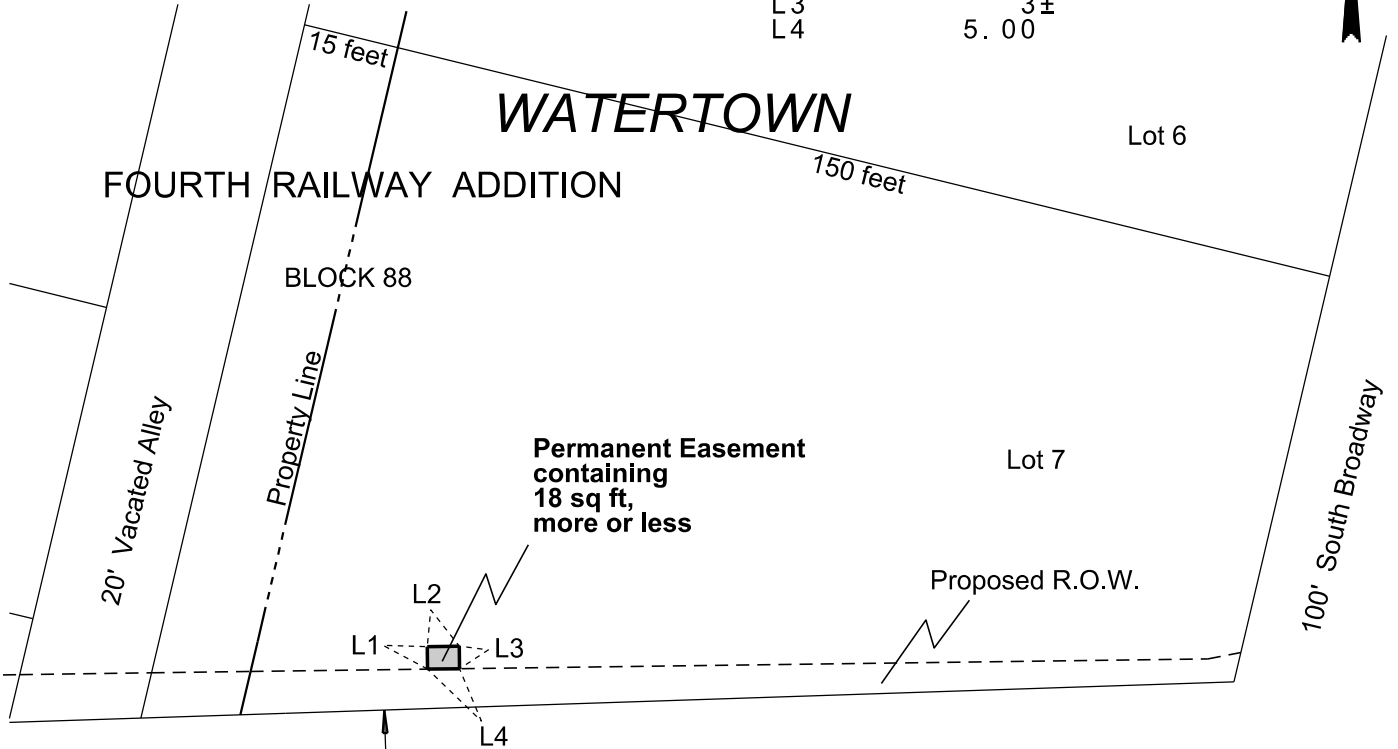 L3 3±
L4 5.00
15 feet
WATERTOWN
Lot 6
150 feet
FOURTH RAILWAY ADDITION
BLOCK 88
Property Line
20' Vacated Alley
Permanent Easement
containing
18 sq ft,
more or less
Lot 7
100' South Broadway
Proposed R.O.W.
L2
L1
L3
L4